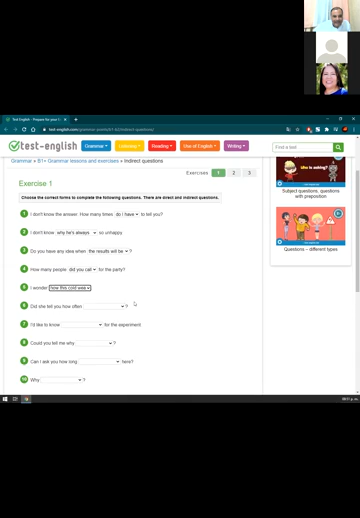 Test English - Prepare for your E
test-english.com/grammar-points/b1-b2/indirect-questions/
test-english
Grammar
Listening
Reading
Use of English
Writing
Find a test
Grammar » B1+ Grammar lessons and exercises » Indirect questions
Exercises 1 2 3
Exercise 1
Choose the correct forms to complete the following questions. There are direct and indirect questions.
1 I don't know the answer. How many times do I have to tell you?
2 I don't know why he's always so unhappy
3 Do you have any idea when the results will be ?
4 How many people did you call for the party?
5 I wonder how this cold wea
6 Did she tell you how often ?
7 I'd like to know for the experiment
8 Could you tell me why ?
9 Can I ask you how long here?
10 Why ?
Who is asking?
Subject questions, questions
with preposition
Questions – different types